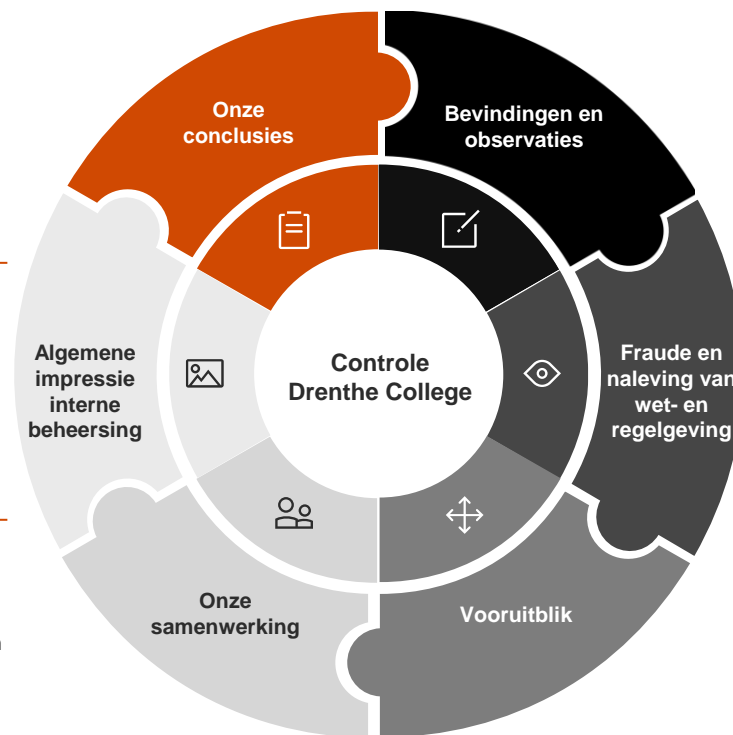 Onze
conclusies
Bevindingen en
observaties
Algemene
impressie
interne
beheersing
Controle
Drenthe College
Fraude en
naleving van
wet- en
regelgeving
Onze
samenwerking
Vooruitblik